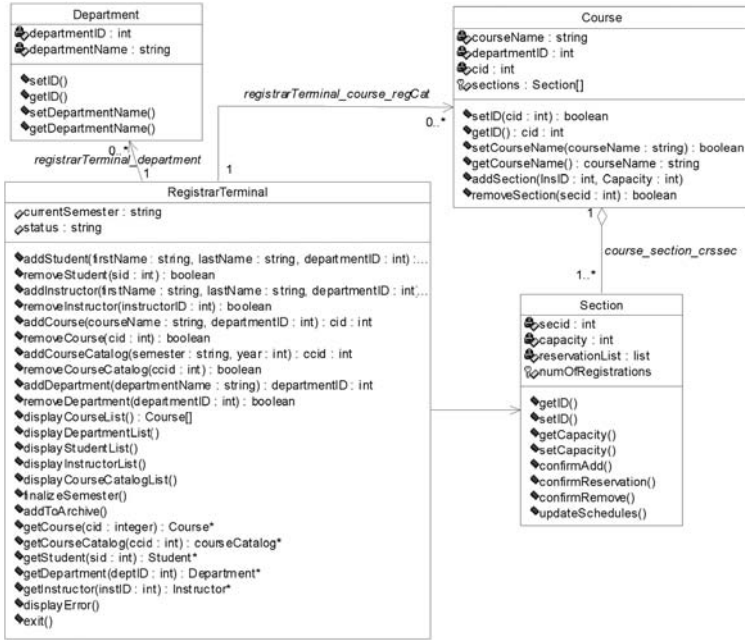 Department
departmentID : int
departmentName : string
setID()
getID()
setDepartmentName()
getDepartmentName()
Course
courseName : string
departmentID : int
cid : int
sections : Section[]
setID(cid : int) : boolean
getID() : cid : int
setCourseName(courseName : string) : boolean
getCourseName() : courseName : string
addSection(InsID : int, Capacity : int)
removeSection(secid : int) : boolean
registrarTerminal_course_regCat
0..*
1
0..*
registrarTerminal_department
1
RegistrarTerminal
currentSemester : string
status : string
addStudent(firstName : string, lastName : string, departmentID : int) :...
removeStudent(sid : int) : boolean
addInstructor(firstName : string, lastName : string, departmentID : int)...
removeInstructor(instructorID : int) : boolean
addCourse(courseName : string, departmentID : int) : cid : int
removeCourse(cid : int) : boolean
addCourseCatalog(semester : string, year : int) : ccid : int
removeCourseCatalog(ccid : int) : boolean
addDepartment(departmentName : string) : departmentID : int
removeDepartment(departmentID : int) : boolean
displayCourseList() : Course[]
displayDepartmentList()
displayStudentList()
displayInstructorList()
displayCourseCatalogList()
finalizeSemester()
addToArchive()
getCourse(cid : integer) : Course*
getCourseCatalog(ccid : int) : courseCatalog*
getStudent(sid : int) : Student*
getDepartment(deptID : int) : Department*
getInstructor(instID : int) : Instructor*
displayError()
exit()
1
course_section_crssec
1..*
Section
secid : int
capacity : int
reservationList : list
numOfRegistrations
getID()
setID()
getCapacity()
setCapacity()
confirmAdd()
confirmReservation()
confirmRemove()
updateSchedules()